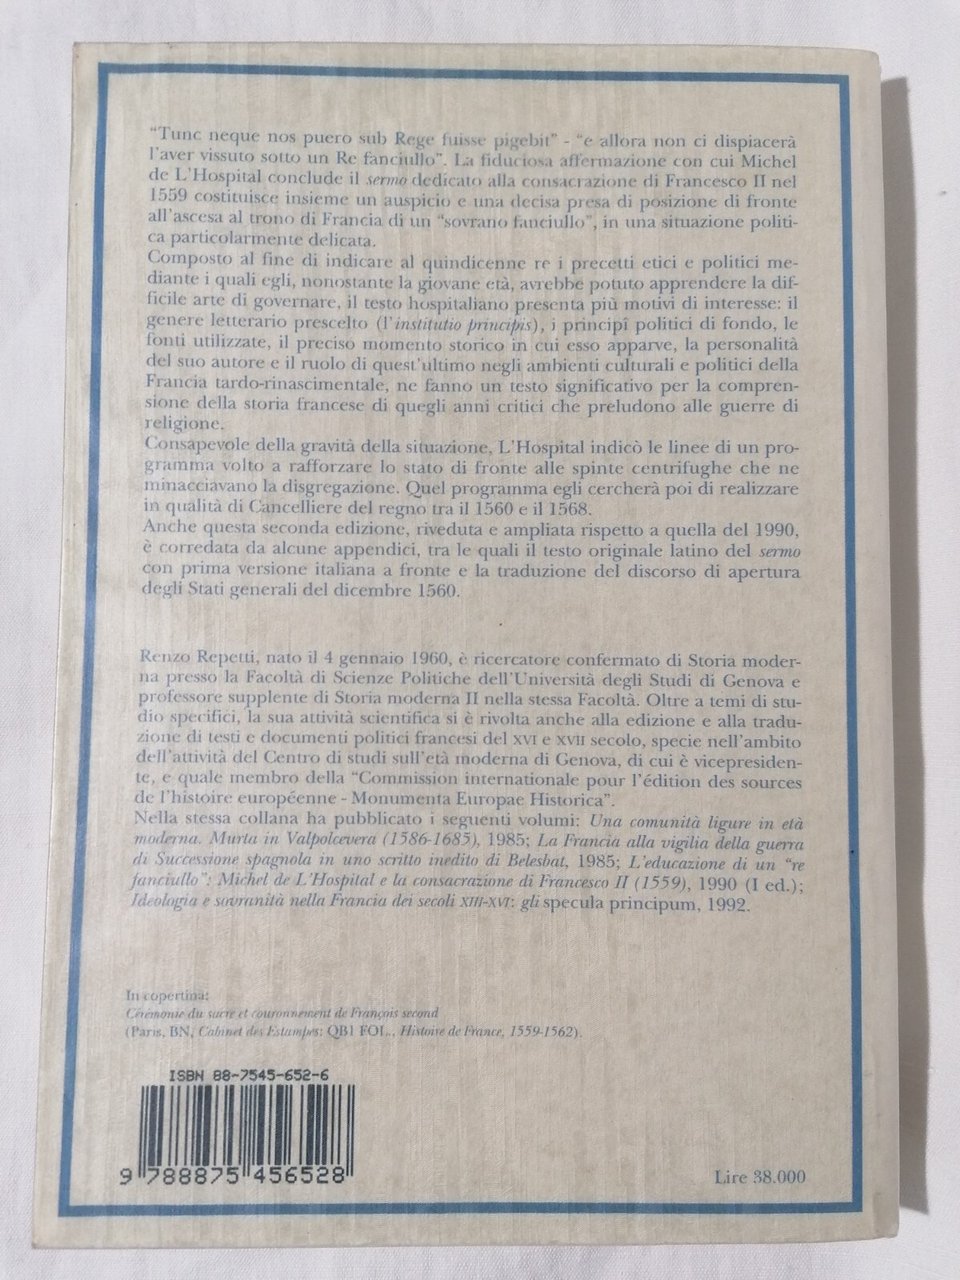 “Tunc neque nos puero sub Rege fuisse pigebit” - “e allora non ci dispiacerà
l’aver vissuto sotto un Re fanciullo”. La fiduciosa affermazione con cui Michel
de L’Hospital conclude il sermo dedicato alla consacrazione di Francesco II nel
1559 costituisce insieme un auspicio e una decisa presa di posizione di fronte
all’ascesa al trono di Francia di un “sovrano fanciullo”, in una situazione politi-
ca particolarmente delicata.
Composto al fine di indicare al quindicenne re i precetti etici e politici me-
diante i quali egli, nonostante la giovane età, avrebbe potuto apprendere la dif-
ficile arte di governare, il testo hospitaliano presenta più motivi di interesse: il
genere letterario prescelto (l’institutio principis), i principî politici di fondo, le
fonti utilizzate, il preciso momento storico in cui esso apparve, la personalità
del suo autore e il ruolo di quest’ultimo negli ambienti culturali e politici della
Francia tardo-rinascimentale, ne fanno un testo significativo per la compren-
sione della storia francese di quegli anni critici che preludono alle guerre di
religione.
Consapevole della gravità della situazione, L’Hospital indicò le linee di un pro-
gramma volto a rafforzare lo stato di fronte alle spinte centrifughe che ne
minacciavano la disgregazione. Quel programma egli cercherà poi di realizzare
in qualità di Cancelliere del regno tra il 1560 e il 1568.
Anche questa seconda edizione, riveduta e ampliata rispetto a quella del 1990,
è corredata da alcune appendici, tra le quali il testo originale latino del sermo
con prima versione italiana a fronte e la traduzione del discorso di apertura
degli Stati generali del dicembre 1560.
Renzo Repetti, nato il 4 gennaio 1960, è ricercatore confermato di Storia moder-
na presso la Facoltà di Scienze Politiche dell’Università degli Studi di Genova e
professore supplente di Storia moderna II nella stessa Facoltà. Oltre a temi di stu-
dio specifici, la sua attività scientifica si è rivolta anche alla edizione e alla tradu-
zione di testi e documenti politici francesi del XVI e XVII secolo, specie nell’ambito
dell’attività del Centro di studi sull’età moderna di Genova, di cui è vicepresiden-
te, e quale membro della “Commission internationale pour l’édition des sources
de l’histoire européenne - Monumenta Europae Historica”.
Nella stessa collana ha pubblicato i seguenti volumi: Una comunità ligure in età
moderna. Murta in Valpolcevera (1586-1685), 1985; La Francia alla vigilia della guerra
di Successione spagnola in uno scritto inedito di Belesbat, 1985; L’educazione di un “re
fanciullo”: Michel de L’Hospital e la consacrazione di Francesco II (1559), 1990 (I ed.);
Ideologia e sovranità nella Francia dei secoli XIII-XVI: gli specula principum, 1992.
In copertina:
Cérémonie du sacre et couronnement de François second
(Paris, BN, Cabinet des Estampes: QB1 FOL., Histoire de France, 1559-1562).
ISBN 88-7545-652-6
9 788875 456528
Lire 38.000